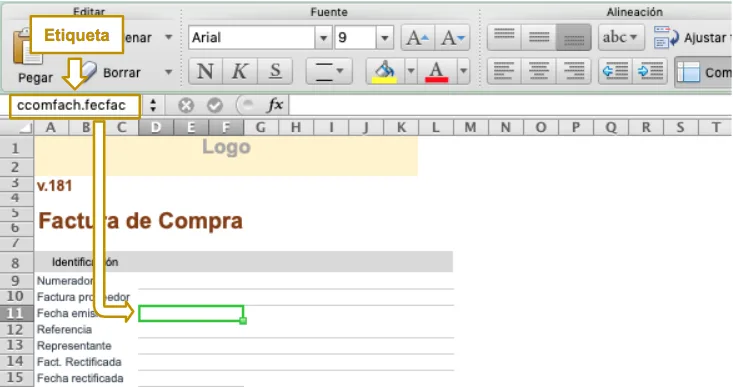 Editar
Fuente
Alineación
Etiqueta
enar
Arial
9
A
A
abc
Ajustar
Pegar
Borrar
N
K
S
A
Com
ccomfach.fecfac
fx
A B C D E F G H I J K L M N O P Q R S T
1
Logo
2
3 v.181
4
5
Factura de Compra
6
7
8 Identificación
9 Numerador
10 Factura proveedor
11 Fecha emis
12 Referencia
13 Representante
14 Fact. Rectificada
15 Fecha rectificada